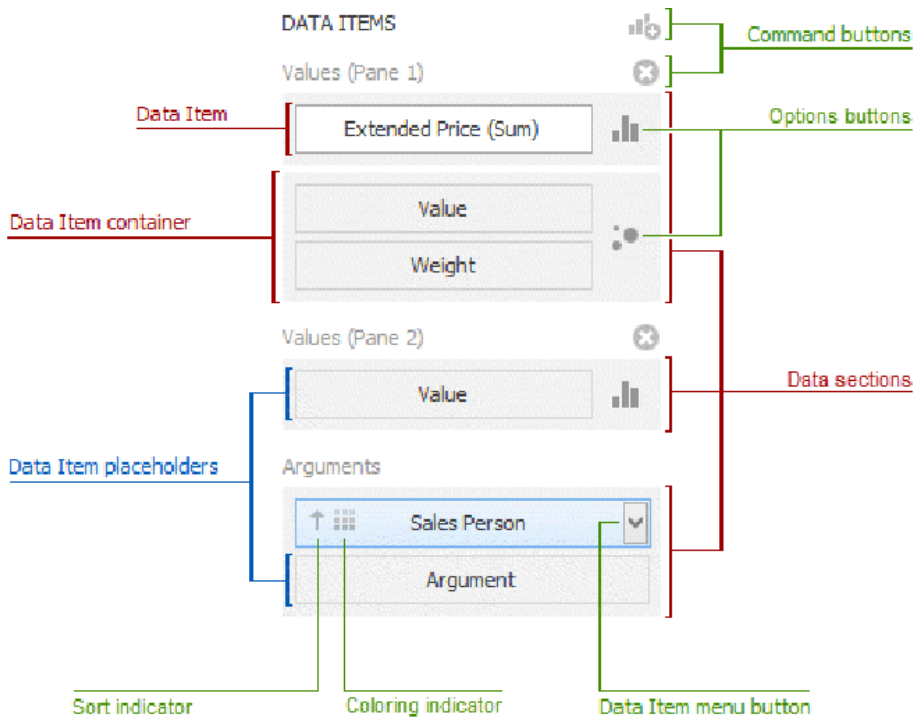 DATA ITEMS
Command buttons
Values (Pane 1)
Data Item
Extended Price (Sum)
Options buttons
Data Item container
Value
Weight
Values (Pane 2)
Value
Data sections
Data Item placeholders
Arguments
Sales Person
Argument
Sort indicator
Coloring indicator
Data Item menu button